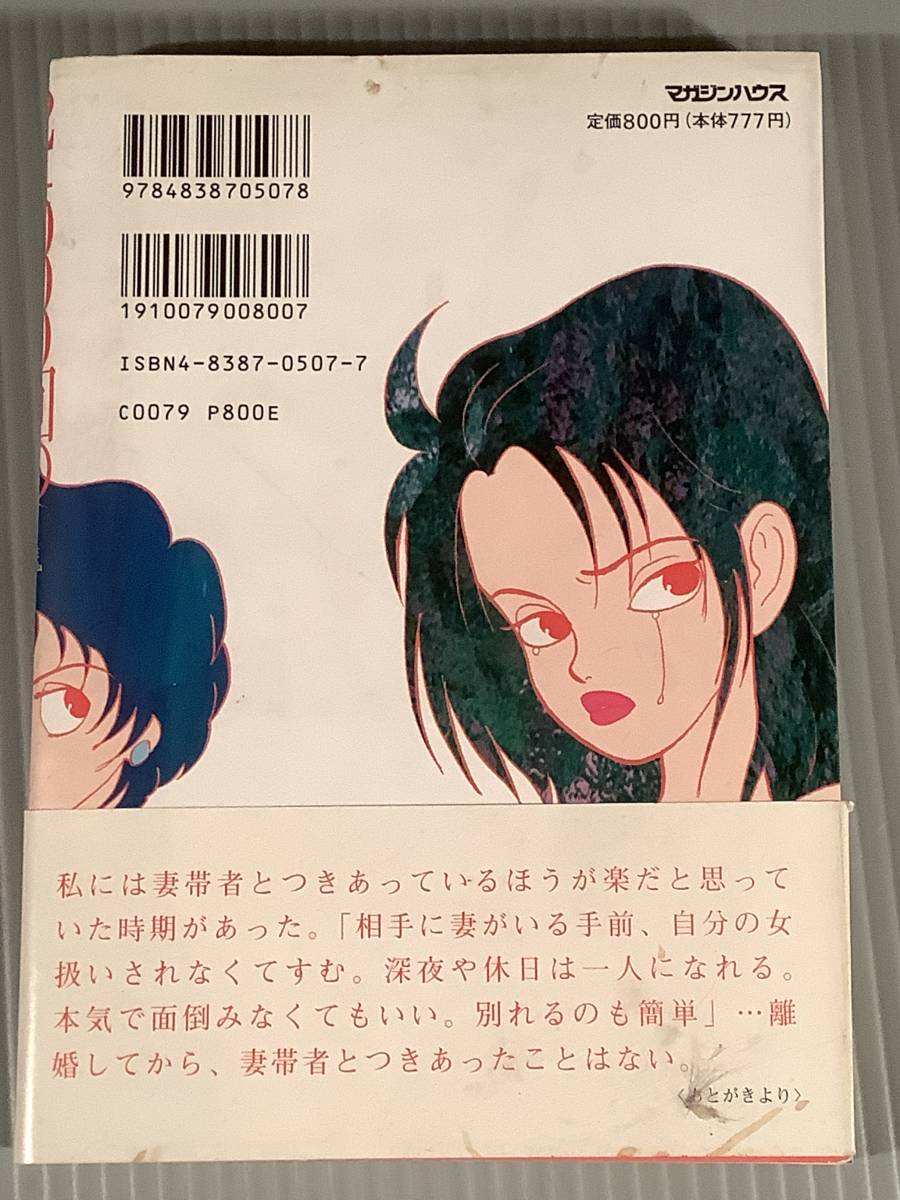 マガジンハウス
定価800円(本体777円)
9784838705078
1910079008007
ISBN4-8387-0507-7
C0079 P800E
私には妻帯者とつきあっているほうが楽だと思って
いた時期があった。「相手に妻がいる手前、自分の女
扱いされなくてすむ。深夜や休日は一人になれる。
本気で面倒みなくてもいい。別れるのも簡単」…離
婚してから、妻帯者とつきあったことはない。
〈あとがきより〉